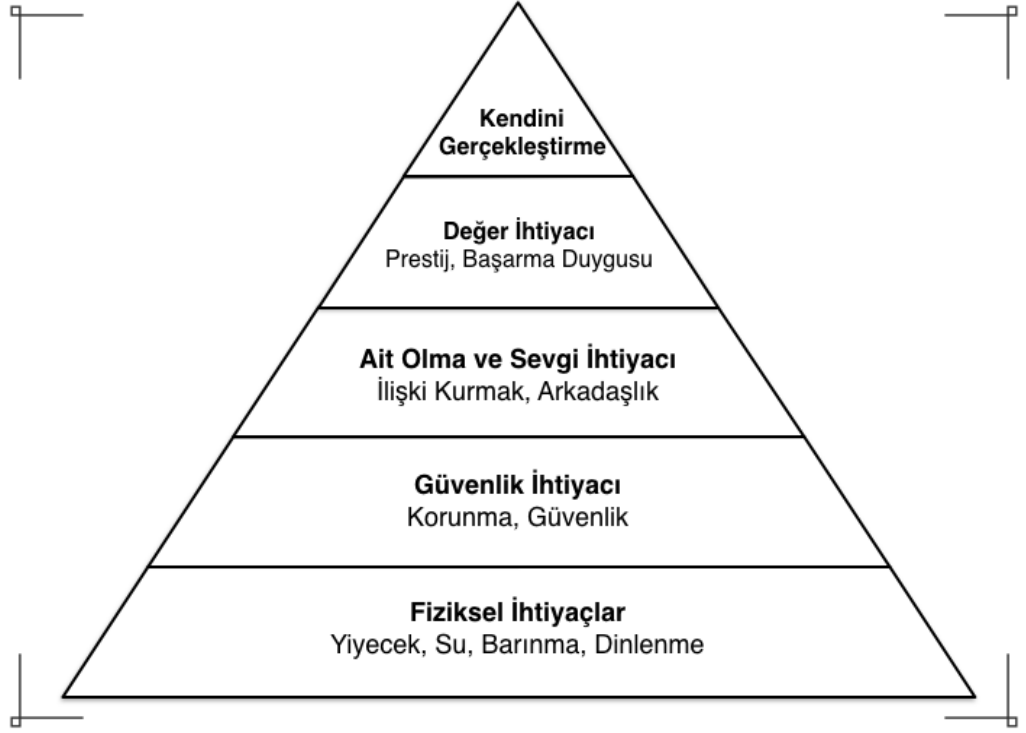 Kendini
Gerçekleştirme
Değer İhtiyacı
Prestij, Başarma Duygusu
Ait Olma ve Sevgi İhtiyacı
İlişki Kurmak, Arkadaşlık
Güvenlik İhtiyacı
Korunma, Güvenlik
Fiziksel İhtiyaçlar
Yiyecek, Su, Barınma, Dinlenme